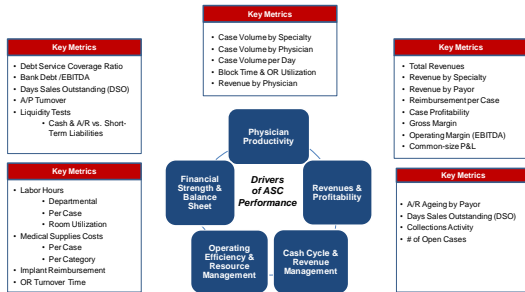 Key Metrics
• Case Volume by Specialty
• Case Volume by Physician
• Case Volume per Day
• Block Time & OR Utilization
• Revenue by Physician
Key Metrics
• Debt Service Coverage Ratio
• Bank Debt /EBITDA
• Days Sales Outstanding (DSO)
• A/P Turnover
• Liquidity Tests
• Cash & A/R vs. Short-
Term Liabilities
Key Metrics
• Total Revenues
• Revenue by Specialty
• Revenue by Payor
• Reimbursement per Case
• Case Profitability
• Gross Margin
• Operating Margin (EBITDA)
• Common-size P&L
Physician
Productivity
Financial
Strength &
Balance
Sheet
Drivers
of ASC
Performance
Revenues &
Profitability
Operating
Efficiency &
Resource
Management
Cash Cycle &
Revenue
Management
Key Metrics
• Labor Hours
• Departmental
• Per Case
• Room Utilization
• Medical Supplies Costs
• Per Case
• Per Category
• Implant Reimbursement
• OR Turnover Time
Key Metrics
• A/R Ageing by Payor
• Days Sales Outstanding (DSO)
• Collections Activity
• # of Open Cases